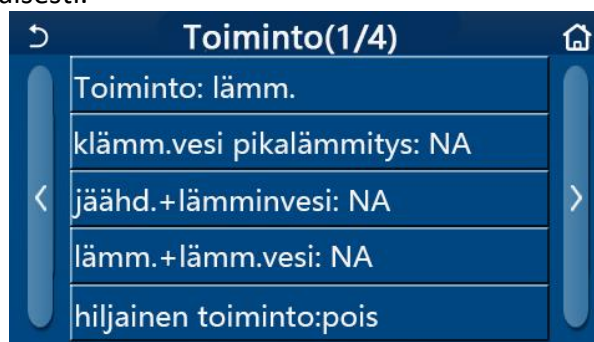 Toiminto(1/4)
Toiminto: lämm.
klämm.vesi pikalämmitys: NA
jäähd.+lämminvesi: NA
lämm.+lämm.vesi: NA
hiljainen toiminto:pois